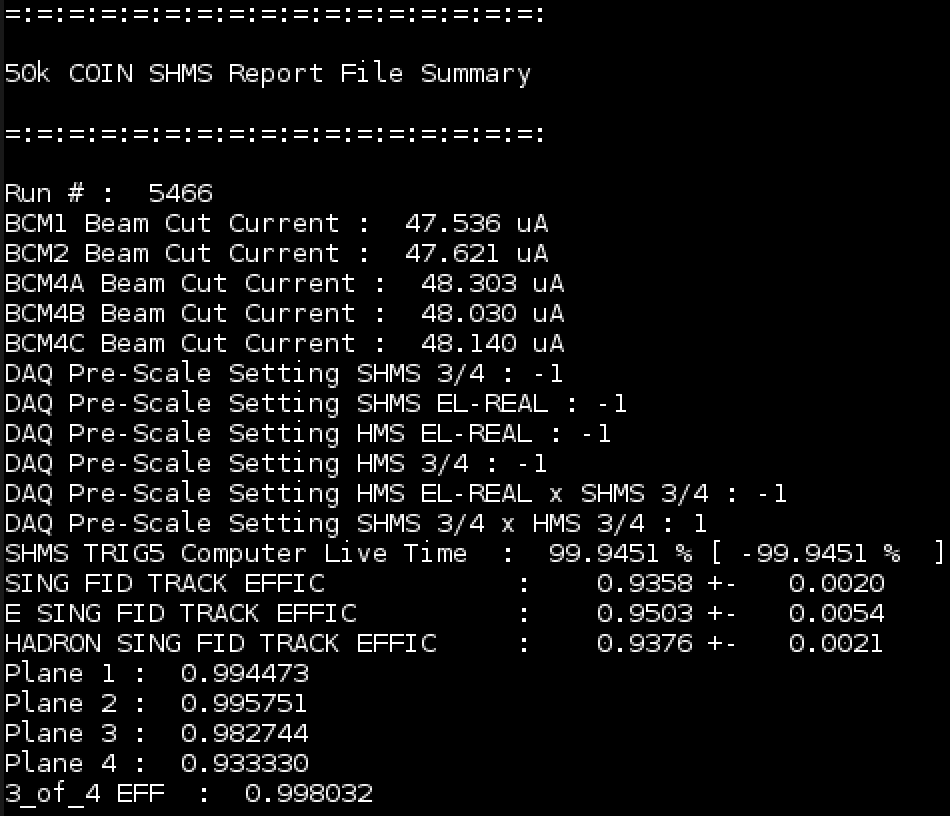 =:=:=:=:=:=:=:=:=:=:=:=:=:=:=:=:=:
50k COIN SHMS Report File Summary
=:=:=:=:=:=:=:=:=:=:=:=:=:=:=:=:=:
Run # :  5466
BCM1 Beam Cut Current :  47.536 uA
BCM2 Beam Cut Current :  47.621 uA
BCM4A Beam Cut Current :  48.303 uA
BCM4B Beam Cut Current :  48.030 uA
BCM4C Beam Cut Current :  48.140 uA
DAQ Pre-Scale Setting SHMS 3/4 : -1
DAQ Pre-Scale Setting SHMS EL-REAL : -1
DAQ Pre-Scale Setting HMS EL-REAL : -1
DAQ Pre-Scale Setting HMS 3/4 : -1
DAQ Pre-Scale Setting HMS EL-REAL x SHMS 3/4 : -1
DAQ Pre-Scale Setting SHMS 3/4 x HMS 3/4 : 1
SHMS TRIG5 Computer Live Time  :  99.9451 % [ -99.9451 %  ]
SING FID TRACK EFFIC            :    0.9358 +-   0.0020
E SING FID TRACK EFFIC          :    0.9503 +-   0.0054
HADRON SING FID TRACK EFFIC     :    0.9376 +-   0.0021
Plane 1 :  0.994473
Plane 2 :  0.995751
Plane 3 :  0.982744
Plane 4 :  0.933330
3_of_4 EFF  :  0.998032